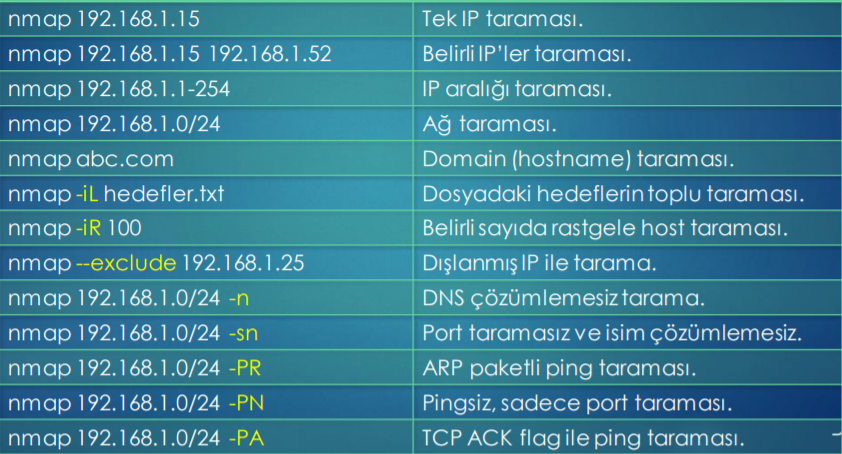 nmap 192.168.1.15 Tek IP taraması.
nmap 192.168.1.15 192.168.1.52 Belirli IP'ler taraması.
nmap 192.168.1.1-254 IP aralığı taraması.
nmap 192.168.1.0/24 Ağ taraması.
nmap abc.com Domain (hostname) taraması.
nmap -iL hedefler.txt Dosyadaki hedeflerin toplu taraması.
nmap -iR 100 Belirli sayıda rastgele host taraması.
nmap --exclude 192.168.1.25 Dışlanmış IP ile tarama.
nmap 192.168.1.0/24 -n DNS çözümlemesiz tarama.
nmap 192.168.1.0/24 -sn Port taramasız ve isim çözümlemesiz.
nmap 192.168.1.0/24 -PR ARP paketli ping taraması.
nmap 192.168.1.0/24 -PN Pingsiz, sadece port taraması.
nmap 192.168.1.0/24 -PA TCP ACK flag ile ping taraması.